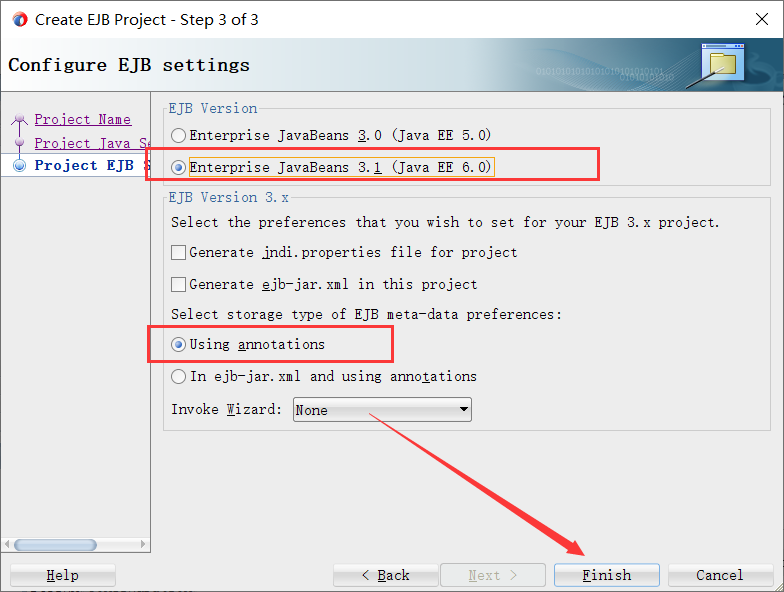 Create EJB Project - Step 3 of 3
Configure EJB settings
010101010101010101010101
0101010101010
Project Name
Project Java Se
Project EJB S
EJB Version
Enterprise JavaBeans 3.0 (Java EE 5.0)
Enterprise JavaBeans 3.1 (Java EE 6.0)
EJB Version 3.x
Select the preferences that you wish to set for your EJB 3.x project.
Generate jndi.properties file for project
Generate ejb-jar.xml in this project
Select storage type of EJB meta-data preferences:
Using annotations
In ejb-jar.xml and using annotations
Invoke Wizard: None
Help < Back Next > Finish Cancel